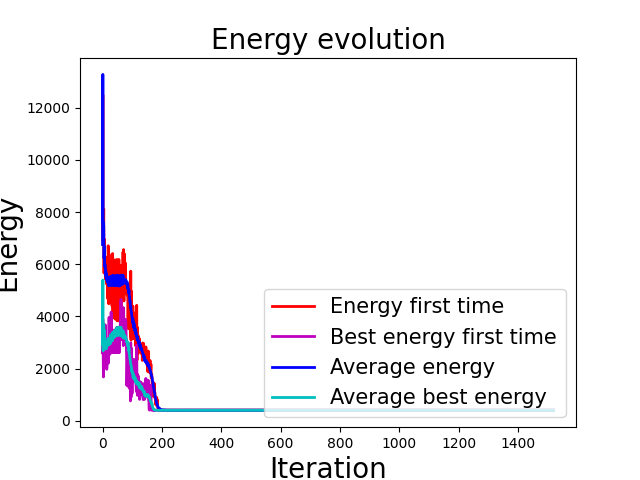 Energy evolution
Energy
12000
10000
8000
6000
4000
2000
0
Energy first time
Best energy first time
Average energy
Average best energy
0 200 400 600 800 1000 1200 1400
Iteration